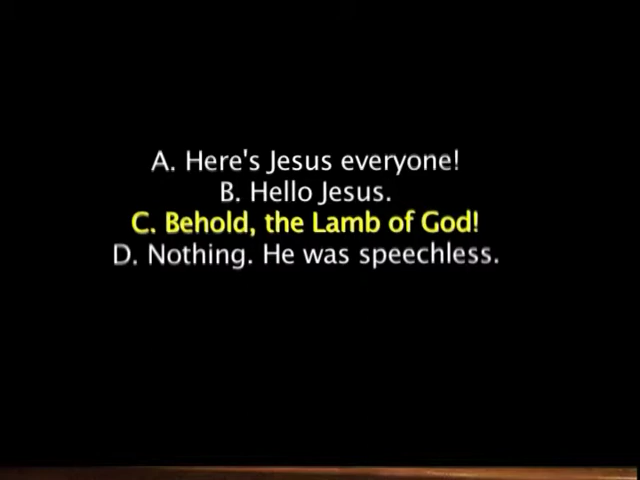 A. Here's Jesus everyone!
B. Hello Jesus.
C. Behold, the Lamb of God!
D. Nothing. He was speechless.